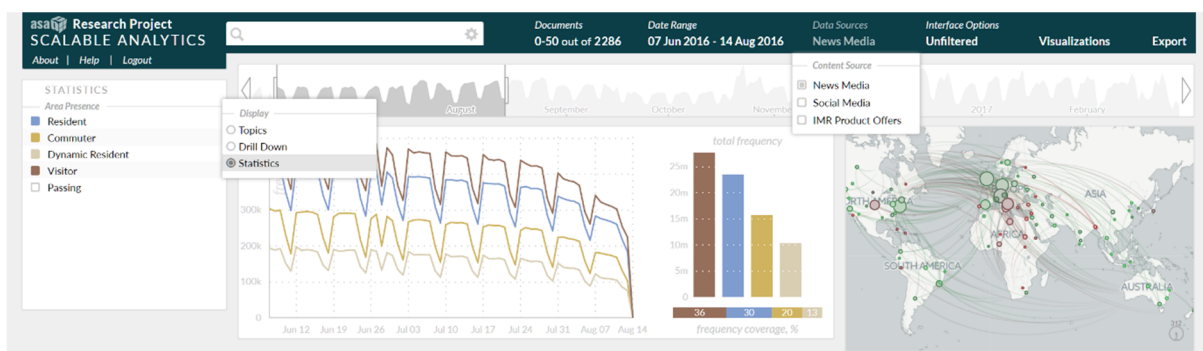 asap Research Project
SCALABLE ANALYTICS
About | Help | Logout
Documents
0-50 out of 2286
Date Range
07 Jun 2016 - 14 Aug 2016
Data Sources
News Media
Interface Options
Unfiltered
Visualizations
Export
STATISTICS
Area Presence
Resident
Commuter
Dynamic Resident
Visitor
Passing
Display
Topics
Drill Down
Statistics
Content Source
News Media
Social Media
IMR Product Offers
August
September
October
Novembe
2017
February
300k
200k
100k
0
Jun 12 Jun 19 Jun 26 Jul 03 Jul 10 Jul 17 Jul 24 Jul 31 Aug 07 Aug 14
total frequency
25m
20m
15m
10m
5m
0
36 30 20 13
frequency coverage, %
RTH AMERICA
ASIA
AFRICA
SOUTH AMERICA
AUSTRALIA
312